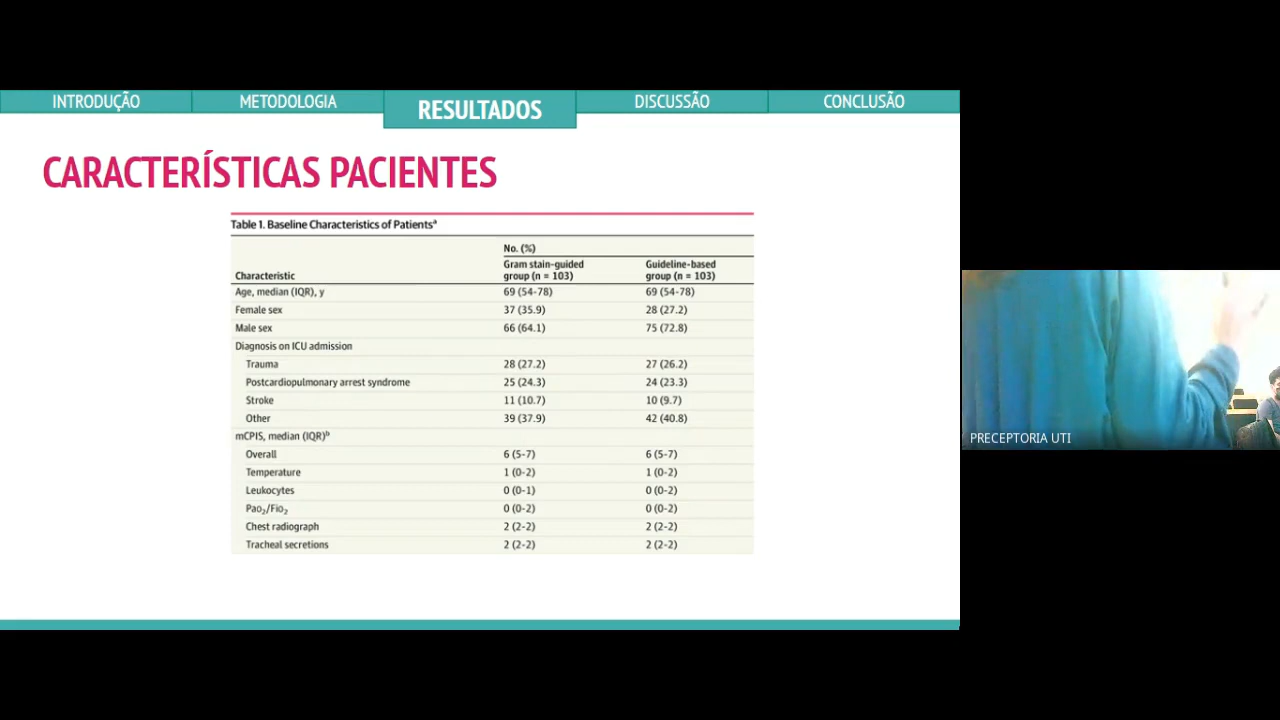 INTRODUÇÃO METODOLOGIA RESULTADOS DISCUSSÃO CONCLUSÃO
CARACTERÍSTICAS PACIENTES
Table 1. Baseline Characteristics of Patientsᵃ
No. (%)
Characteristic Gram stain–guided group (n = 103) Guideline-based group (n = 103)
Age, median (IQR), y 69 (54-78) 69 (54-78)
Female sex 37 (35.9) 28 (27.2)
Male sex 66 (64.1) 75 (72.8)
Diagnosis on ICU admission
Trauma 28 (27.2) 27 (26.2)
Postcardiopulmonary arrest syndrome 25 (24.3) 24 (23.3)
Stroke 11 (10.7) 10 (9.7)
Other 39 (37.9) 42 (40.8)
mCPIS, median (IQR)ᵇ
Overall 6 (5-7) 6 (5-7)
Temperature 1 (0-2) 1 (0-2)
Leukocytes 0 (0-1) 0 (0-2)
Pao₂/Fio₂ 0 (0-2) 0 (0-2)
Chest radiograph 2 (2-2) 2 (2-2)
Tracheal secretions 2 (2-2) 2 (2-2)
PRECEPTORIA UTI